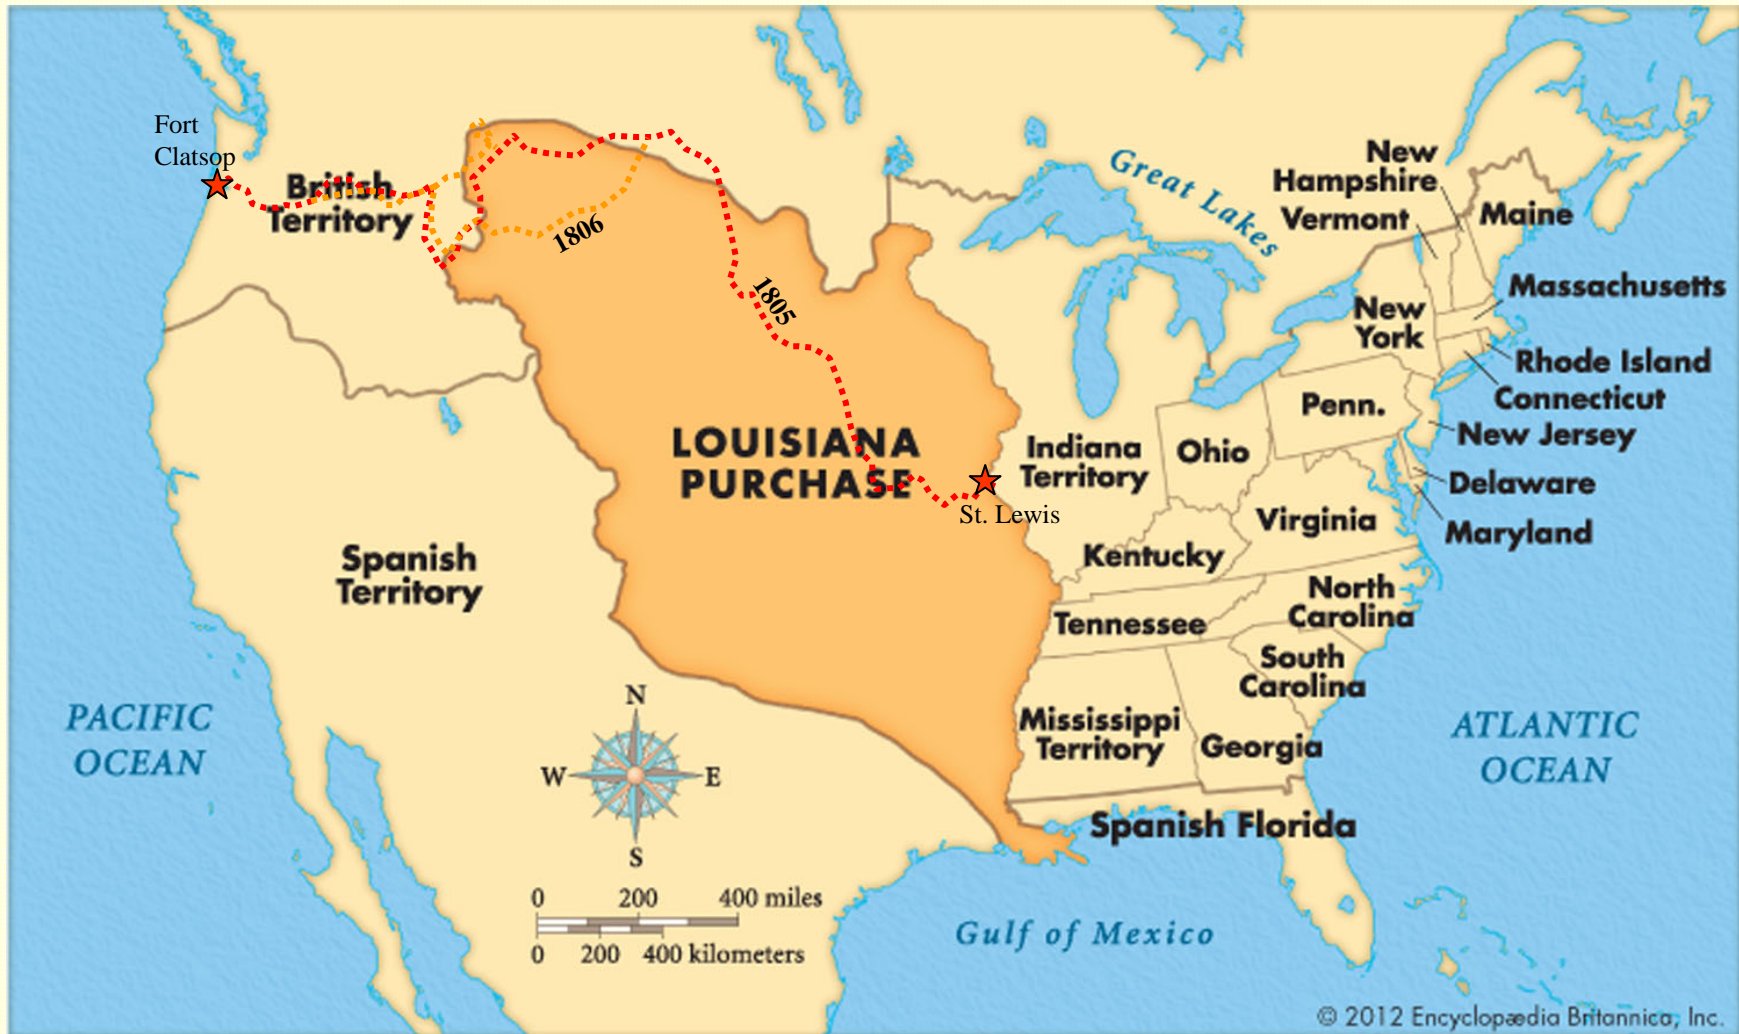 Fort
Clatsop
British
Territory
1806
1805
Great Lakes
New
Hampshire
Vermont
Maine
Massachusetts
New
York
Rhode Island
Connecticut
Penn.
New Jersey
LOUISIANA
PURCHASE
Indiana
Territory
Ohio
Delaware
St. Lewis
Virginia
Maryland
Spanish
Territory
Kentucky
North
Carolina
Tennessee
South
Carolina
N
W
E
S
PACIFIC
OCEAN
Mississippi
Territory
Georgia
ATLANTIC
OCEAN
Spanish Florida
0 200 400 miles
0 200 400 kilometers
Gulf of Mexico
© 2012 Encyclopædia Britannica, Inc.